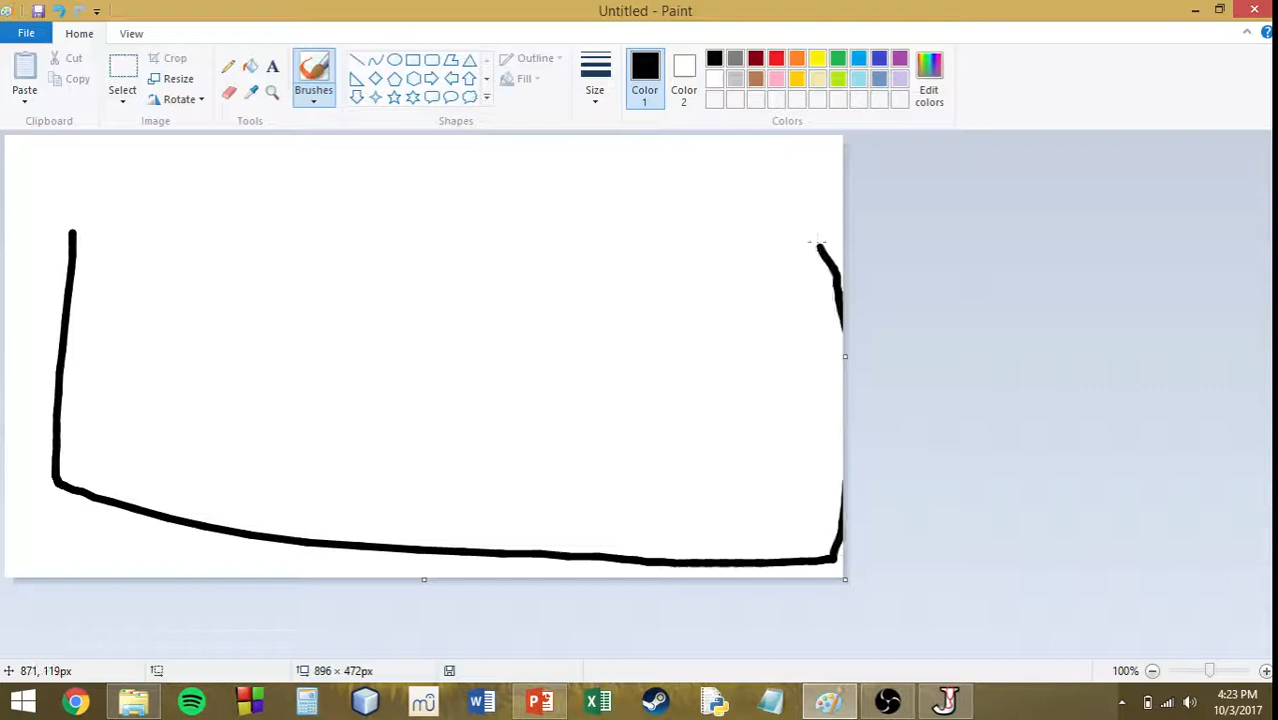 Untitled - Paint
File Home View
Paste
Cut
Copy
Clipboard
Select
Crop
Resize
Rotate
Image
A
Tools
Brushes
Outline
Fill
Shapes
Size
Color 1
Color 2
Edit colors
Colors
871, 119px
896 × 472px
100%
mû
W
P
X
J
4:23 PM
10/3/2017